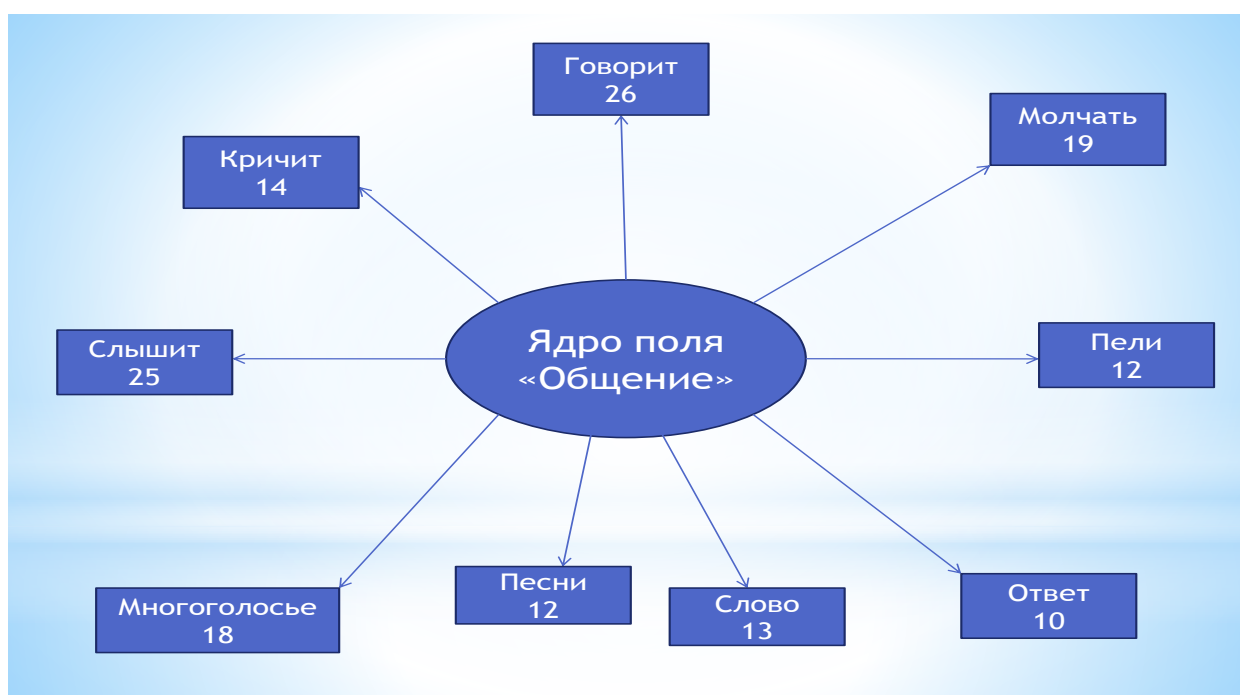 Говорит
26
Молчать
19
Кричит
14
Слышит
25
Ядро поля
«Общение»
Пели
12
Многоголосье
18
Песни
12
Слово
13
Ответ
10